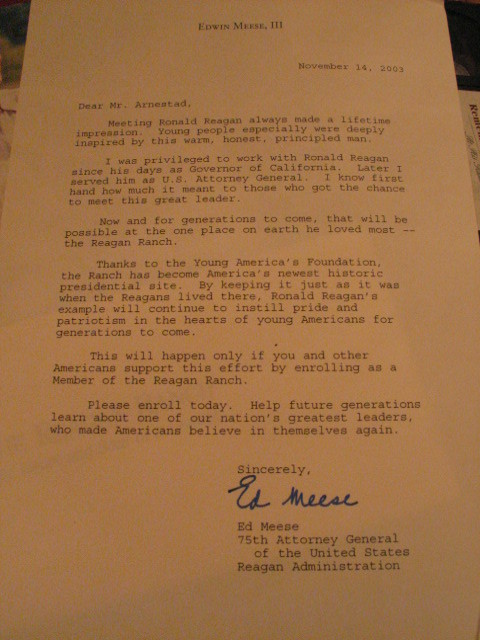 EDWIN MEESE, III
November 14, 2003
Dear Mr. Arnestad,
Meeting Ronald Reagan always made a lifetime
impression. Young people especially were deeply
inspired by this warm, honest, principled man.
I was privileged to work with Ronald Reagan
since his days as Governor of California. Later I
served him as U.S. Attorney General. I know first
hand how much it meant to those who got the chance
to meet this great leader.
Now and for generations to come, that will be
possible at the one place on earth he loved most --
the Reagan Ranch.
Thanks to the Young America's Foundation,
the Ranch has become America's newest historic
presidential site. By keeping it just as it was
when the Reagans lived there, Ronald Reagan's
example will continue to instill pride and
patriotism in the hearts of young Americans for
generations to come.
This will happen only if you and other
Americans support this effort by enrolling as a
Member of the Reagan Ranch.
Please enroll today. Help future generations
learn about one of our nation's greatest leaders,
who made Americans believe in themselves again.
Sincerely,
Ed Meese
Ed Meese
75th Attorney General
of the United States
Reagan Administration